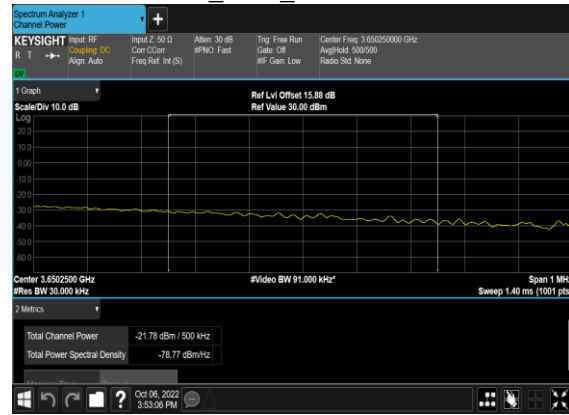 Spectrum Analyzer 1
Channel Power
+
KEYSIGHT Input: RF Input Z: 50 Ω Atten: 30 dB Trig: Free Run Center Freq: 3.650250000 GHz
R T Coupling: DC Corr CCorr #PNO: Fast Gate: Off Avg|Hold: 500/500
Align: Auto Freq Ref: Int (S) #IF Gain: Low Radio Std: None
1 Graph
Ref Lvl Offset 15.88 dB
Scale/Div 10.0 dB Ref Value 30.00 dBm
Log
20.0
10.0
0.00
-10.0
-20.0
-30.0
-40.0
-50.0
-60.0
Center 3.6502500 GHz #Video BW 91.000 kHz* Span 1 MH
#Res BW 30.000 kHz Sweep 1.40 ms (1001 pts
2 Metrics
Total Channel Power -21.78 dBm / 500 kHz
Total Power Spectral Density -78.77 dBm/Hz
?
Oct 06, 2022
3:53:06 PM